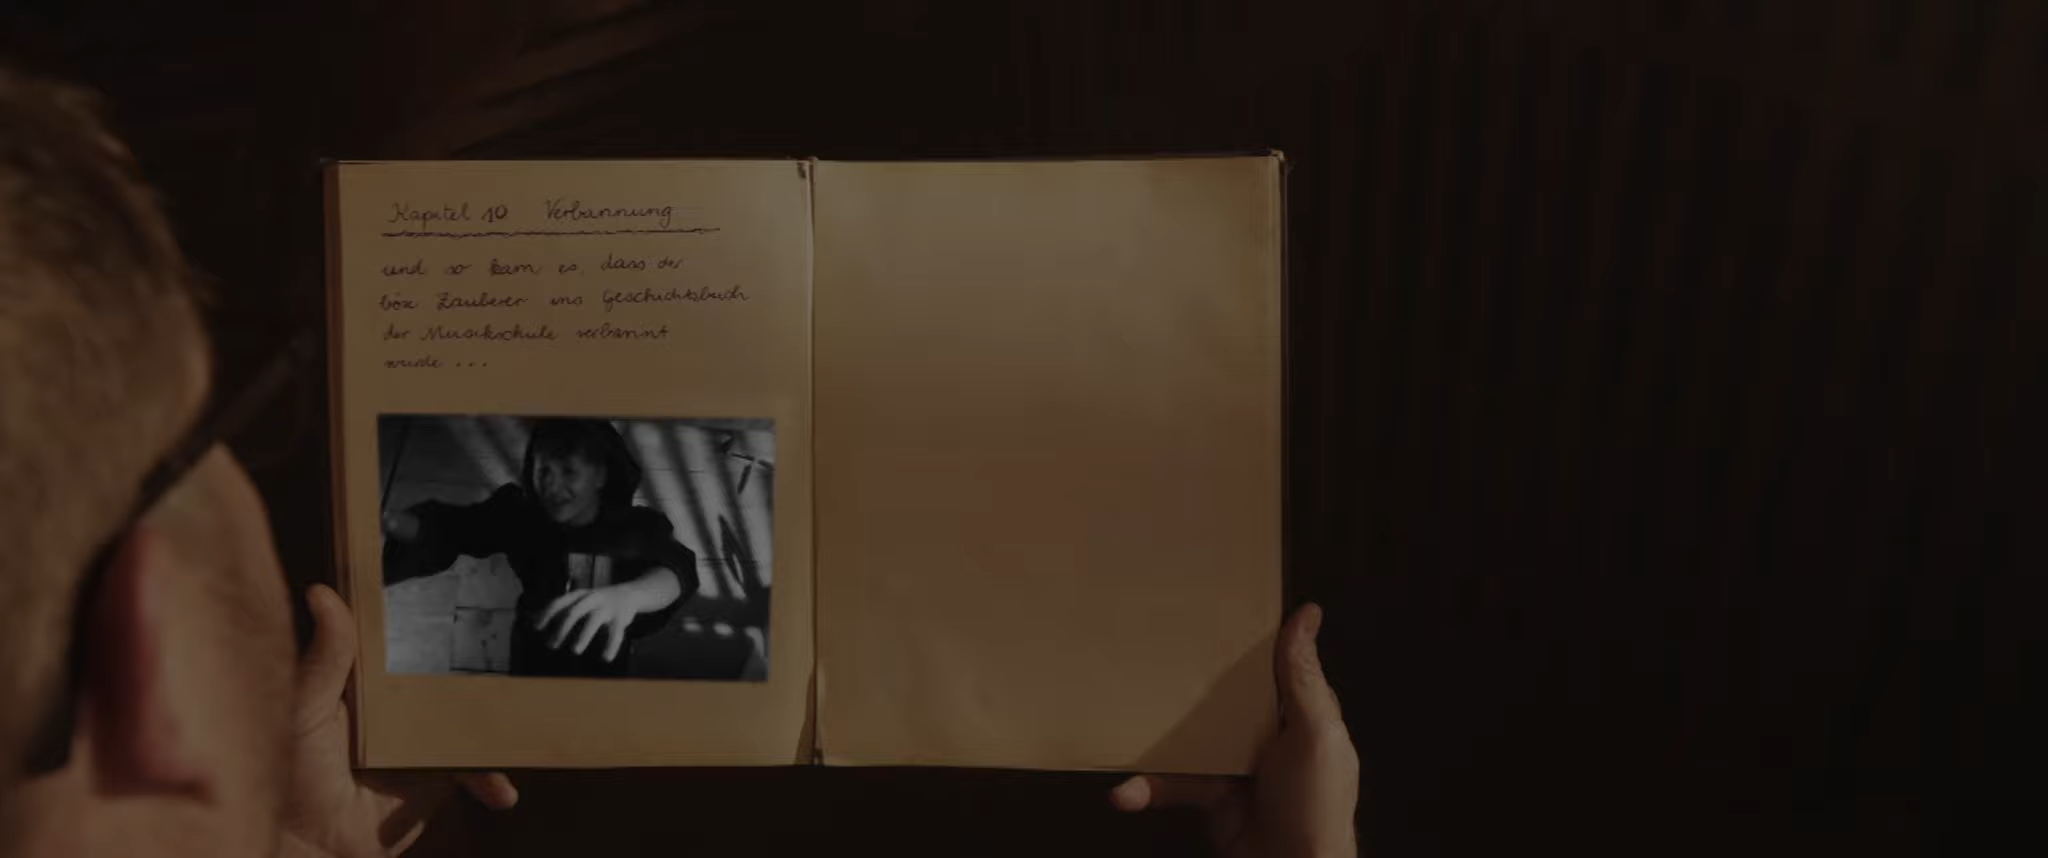 Kapitel 10 Verbannung
und so kam es, dass der
böse Zauberer ins Geschichtsbuch
der Musikschule verbannt
wurde ...